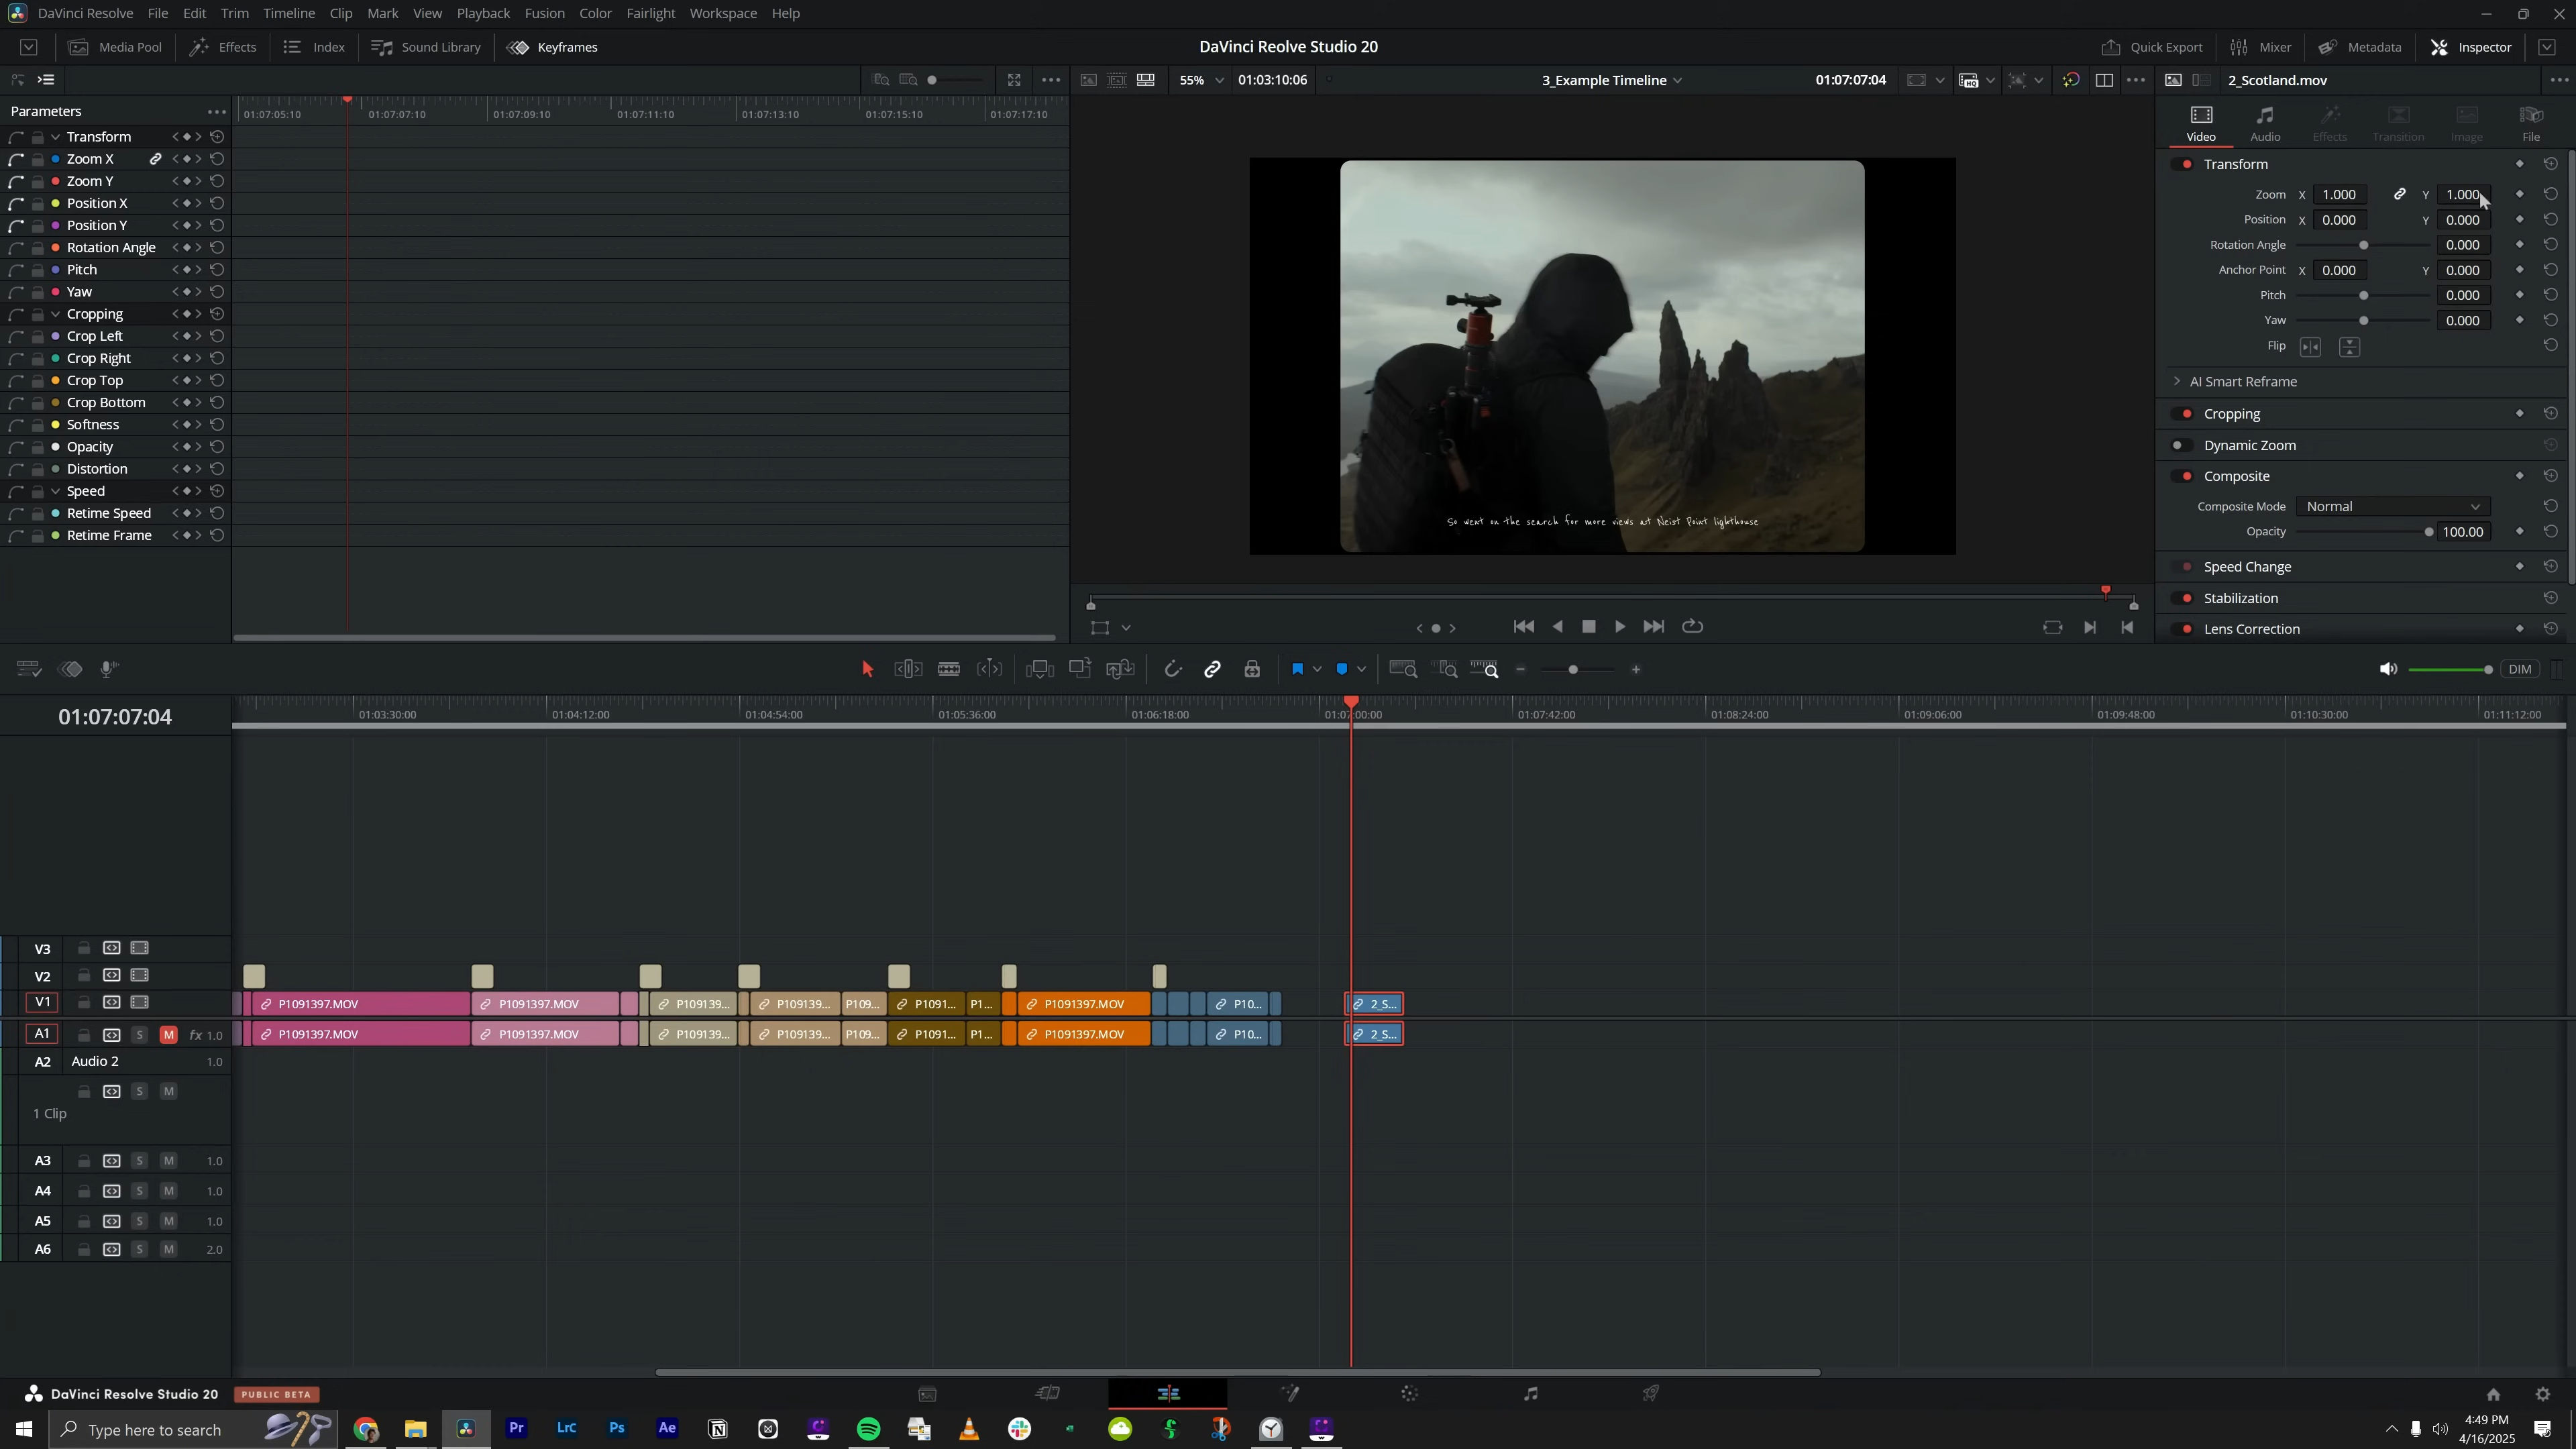 DaVinci Resolve File Edit Trim Timeline Clip Mark View Playback Fusion Color Fairlight Workspace Help
Media Pool Effects Index Sound Library Keyframes DaVinci Reolve Studio 20 Quick Export Mixer Metadata Inspector
55% 01:03:10:06 3_Example Timeline 01:07:07:04 2_Scotland.mov
Parameters
01:07:05:10 01:07:07:10 01:07:09:10 01:07:11:10 01:07:13:10 01:07:15:10 01:07:17:10
Transform
Zoom X
Zoom Y
Position X
Position Y
Rotation Angle
Pitch
Yaw
Cropping
Crop Left
Crop Right
Crop Top
Crop Bottom
Softness
Opacity
Distortion
Speed
Retime Speed
Retime Frame
So went on the search for more views at Neist Point lighthouse
Video Audio Effects Transition Image File
Transform
Zoom X 1.000 Y 1.000
Position X 0.000 Y 0.000
Rotation Angle 0.000
Anchor Point X 0.000 Y 0.000
Pitch 0.000
Yaw 0.000
Flip
AI Smart Reframe
Cropping
Dynamic Zoom
Composite
Composite Mode Normal
Opacity 100.00
Speed Change
Stabilization
Lens Correction
DIM
01:07:07:04
01:03:30:00 01:04:12:00 01:04:54:00 01:05:36:00 01:06:18:00 01:07:00:00 01:07:42:00 01:08:24:00 01:09:06:00 01:09:48:00 01:10:30:00 01:11:12:00
V3
V2
V1 P1091397.MOV P1091397.MOV P109139... P109139... P109... P1091... P1... P1091397.MOV P10... 2_S...
A1 S M fx 1.0 P1091397.MOV P1091397.MOV P109139... P109139... P109... P1091... P1... P1091397.MOV P10... 2_S...
A2 Audio 2 1.0
S M
1 Clip
A3 S M 1.0
A4 S M 1.0
A5 S M 1.0
A6 S M 2.0
DaVinci Resolve Studio 20 PUBLIC BETA
Type here to search Pr Lrc Ps Ae 4:49 PM
4/16/2025